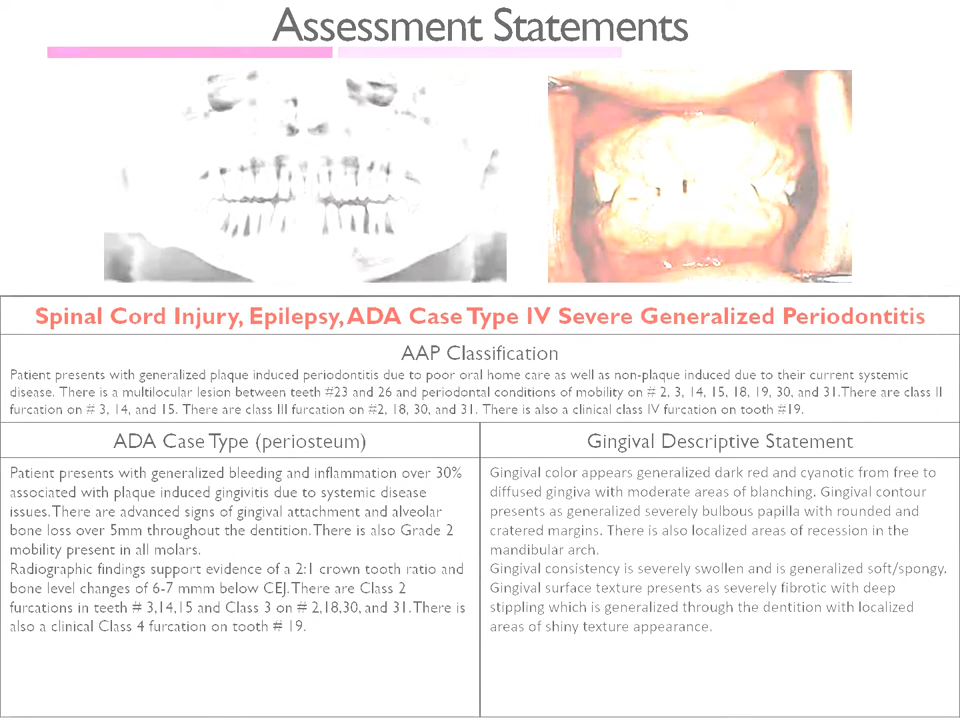 Assessment Statements
Spinal Cord Injury, Epilepsy, ADA Case Type IV Severe Generalized Periodontitis
AAP Classification
Patient presents with generalized plaque induced periodontitis due to poor oral home care as well as non-plaque induced due to their current systemic
disease. There is a multilocular lesion between teeth #23 and 26 and periodontal conditions of mobility on # 2, 3, 14, 15, 18, 19, 30, and 31.There are class II
furcation on # 3, 14, and 15. There are class III furcation on #2, 18, 30, and 31. There is also a clinical class IV furcation on tooth #19.
ADA Case Type (periosteum)
Patient presents with generalized bleeding and inflammation over 30%
associated with plaque induced gingivitis due to systemic disease
issues.There are advanced signs of gingival attachment and alveolar
bone loss over 5mm throughout the dentition.There is also Grade 2
mobility present in all molars.
Radiographic findings support evidence of a 2:1 crown tooth ratio and
bone level changes of 6-7 mmm below CEJ.There are Class 2
furcations in teeth # 3,14,15 and Class 3 on # 2,18,30, and 31.There is
also a clinical Class 4 furcation on tooth # 19.
Gingival Descriptive Statement
Gingival color appears generalized dark red and cyanotic from free to
diffused gingiva with moderate areas of blanching. Gingival contour
presents as generalized severely bulbous papilla with rounded and
cratered margins. There is also localized areas of recession in the
mandibular arch.
Gingival consistency is severely swollen and is generalized soft/spongy.
Gingival surface texture presents as severely fibrotic with deep
stippling which is generalized through the dentition with localized
areas of shiny texture appearance.